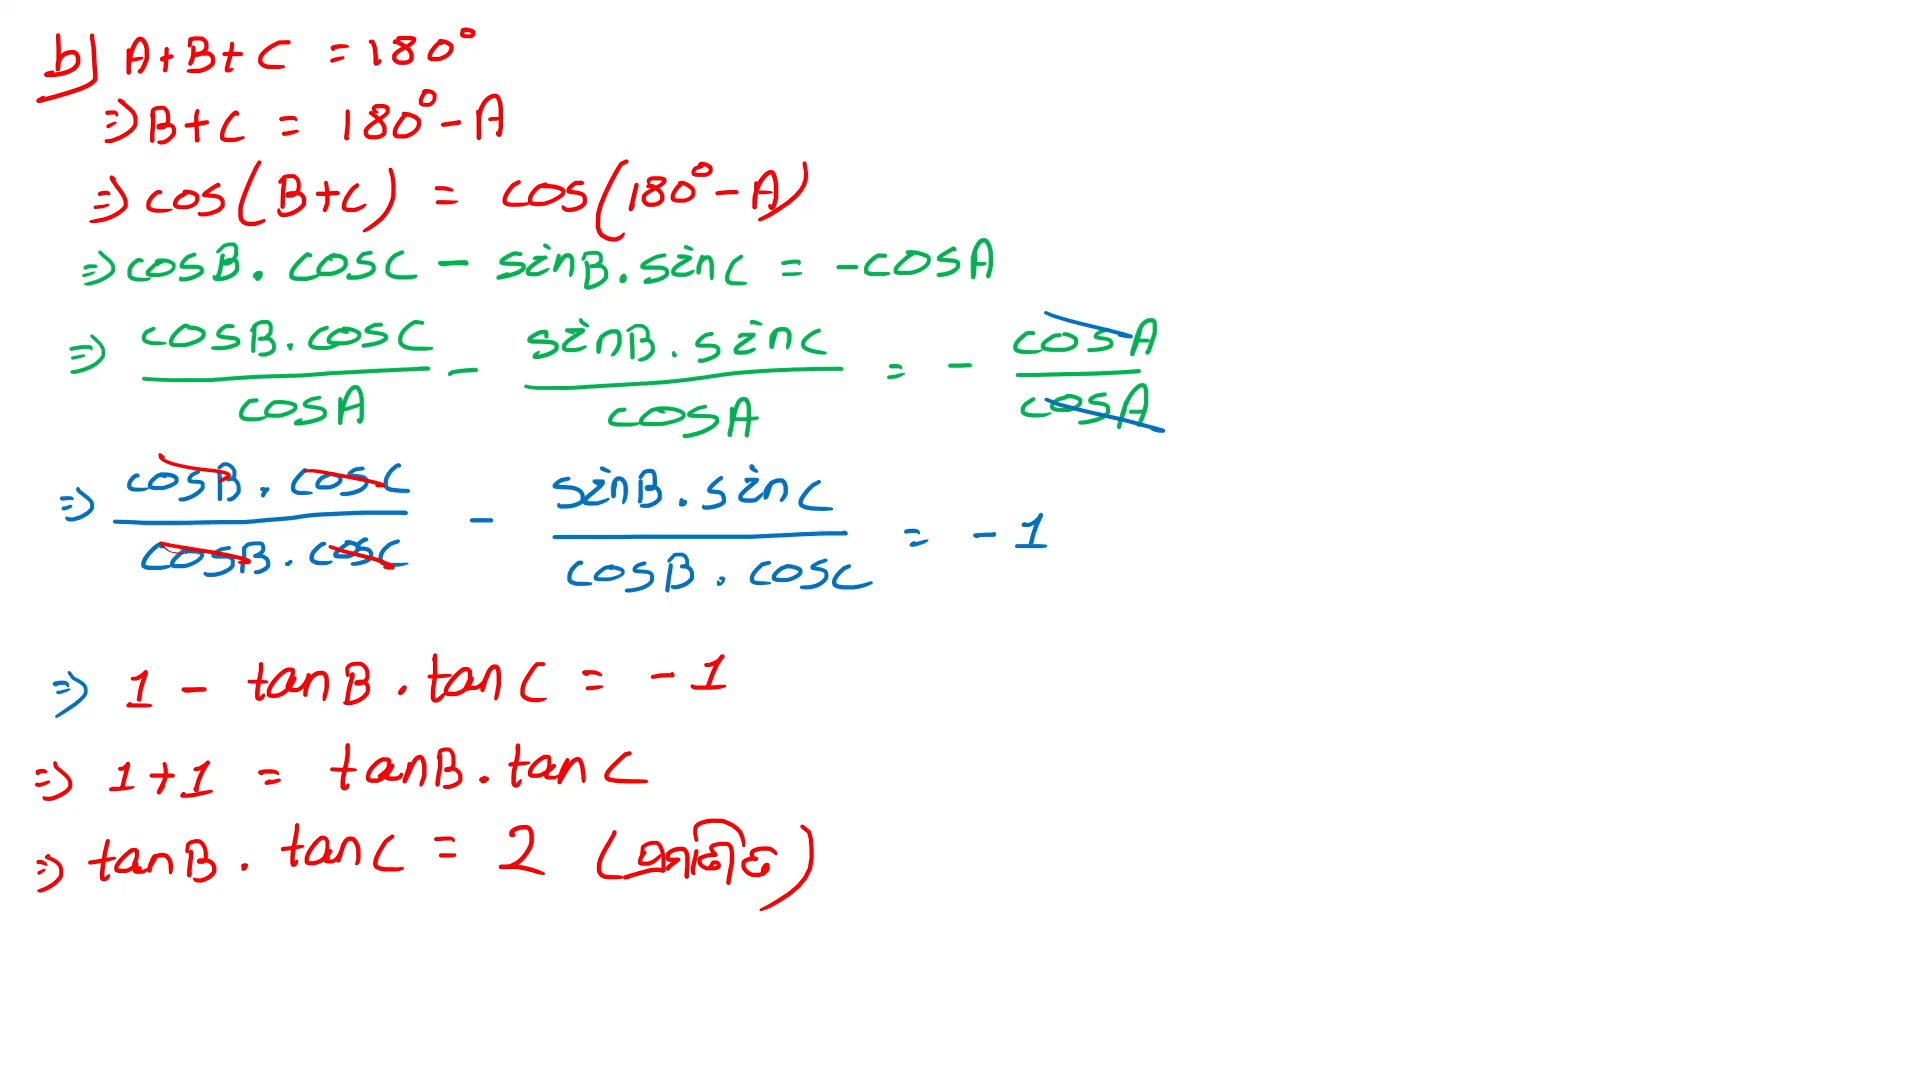 b) A+B+C = 180°
⇒ B+C = 180° - A
⇒ cos(B+C) = cos(180° - A)
⇒ cosB . cosC - sinB . sinC = -cosA
⇒ cosB . cosC / cosA - sinB . sinC / cosA = - cosA / cosA
⇒ cosB . cosC / cosB . cosC - sinB . sinC / cosB . cosC = - 1
⇒ 1 - tanB . tanC = - 1
⇒ 1+1 = tanB . tanC
⇒ tanB . tanC = 2 (ପ୍ରମାଣିତ)